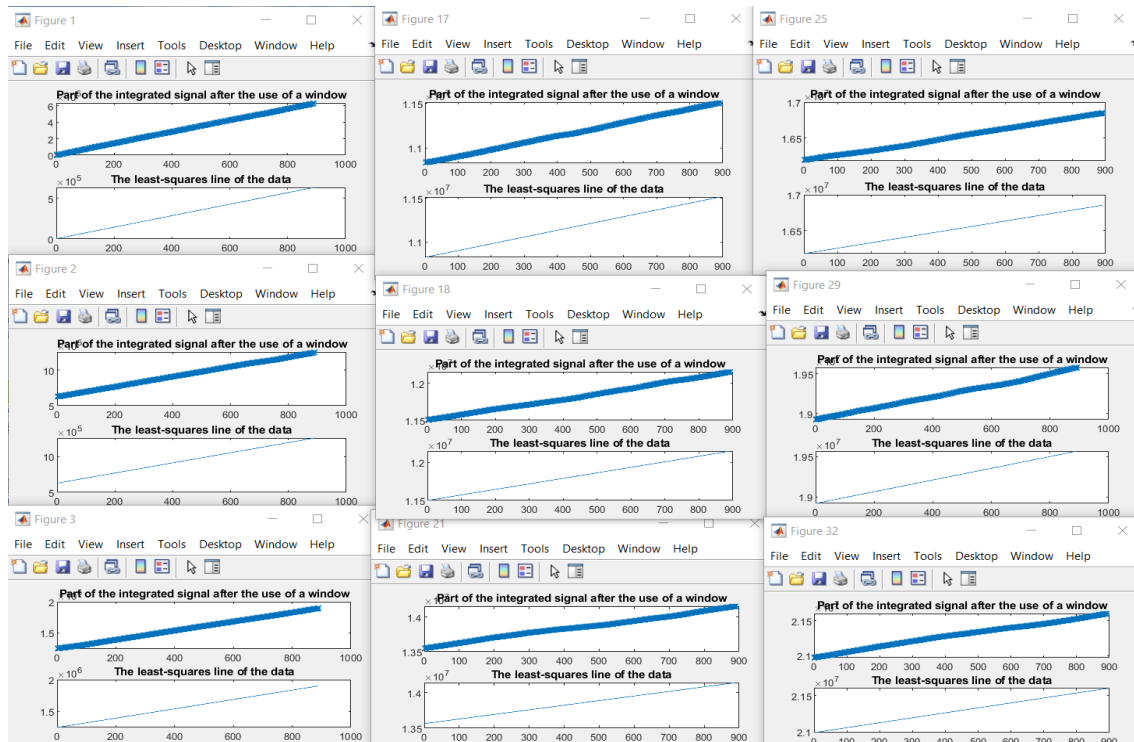 Figure 1
File Edit View Insert Tools Desktop Window Help
Part of the integrated signal after the use of a window
6
4
2
0
0 200 400 600 800 1000
The least-squares line of the data
×10⁵
5
0
0 200 400 600 800 1000
Figure 2
File Edit View Insert Tools Desktop Window Help
Part of the integrated signal after the use of a window
10
5
0 200 400 600 800 1000
The least-squares line of the data
×10⁵
10
5
0 200 400 600 800 1000
Figure 3
File Edit View Insert Tools Desktop Window Help
Part of the integrated signal after the use of a window
2
1.5
0 200 400 600 800 1000
The least-squares line of the data
×10⁶
2
1.5
0 200 400 600 800 1000
Figure 17
File Edit View Insert Tools Desktop Window Help
Part of the integrated signal after the use of a window
1.15
1.1
0 100 200 300 400 500 600 700 800 900
The least-squares line of the data
×10⁷
1.15
1.1
0 100 200 300 400 500 600 700 800 900
Figure 18
File Edit View Insert Tools Desktop Window Help
Part of the integrated signal after the use of a window
1.2
1.15
0 100 200 300 400 500 600 700 800 900
The least-squares line of the data
×10⁷
1.2
1.15
0 100 200 300 400 500 600 700 800 900
Figure 21
File Edit View Insert Tools Desktop Window Help
Part of the integrated signal after the use of a window
1.4
1.35
0 100 200 300 400 500 600 700 800 900
The least-squares line of the data
×10⁷
1.4
1.35
0 100 200 300 400 500 600 700 800 900
Figure 25
File Edit View Insert Tools Desktop Window Help
Part of the integrated signal after the use of a window
1.7
1.65
0 100 200 300 400 500 600 700 800 900
The least-squares line of the data
×10⁷
1.7
1.65
0 100 200 300 400 500 600 700 800 900
Figure 29
File Edit View Insert Tools Desktop Window Help
Part of the integrated signal after the use of a window
1.95
1.9
0 200 400 600 800 1000
The least-squares line of the data
×10⁷
1.95
1.9
0 200 400 600 800 1000
Figure 32
File Edit View Insert Tools Desktop Window Help
Part of the integrated signal after the use of a window
2.15
2.1
0 100 200 300 400 500 600 700 800 900
The least-squares line of the data
×10⁷
2.15
2.1
0 100 200 300 400 500 600 700 800 900